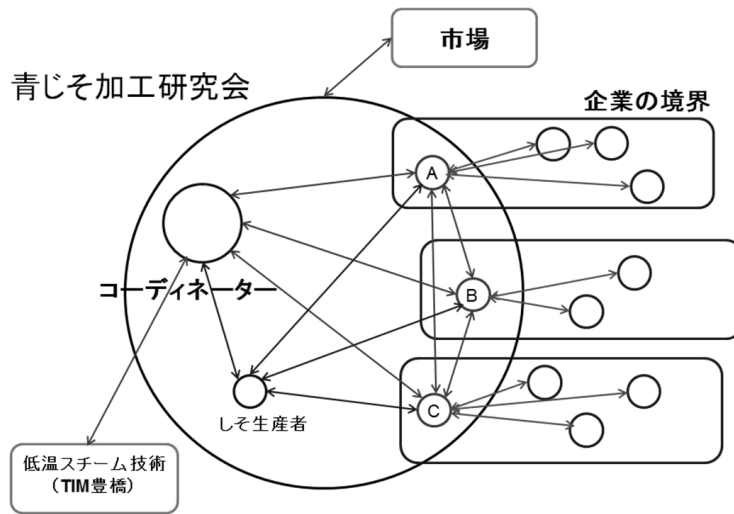 市場
青じそ加工研究会
企業の境界
A
B
コーディネーター
C
しそ生産者
低温スチーム技術
（TIM豊橋）